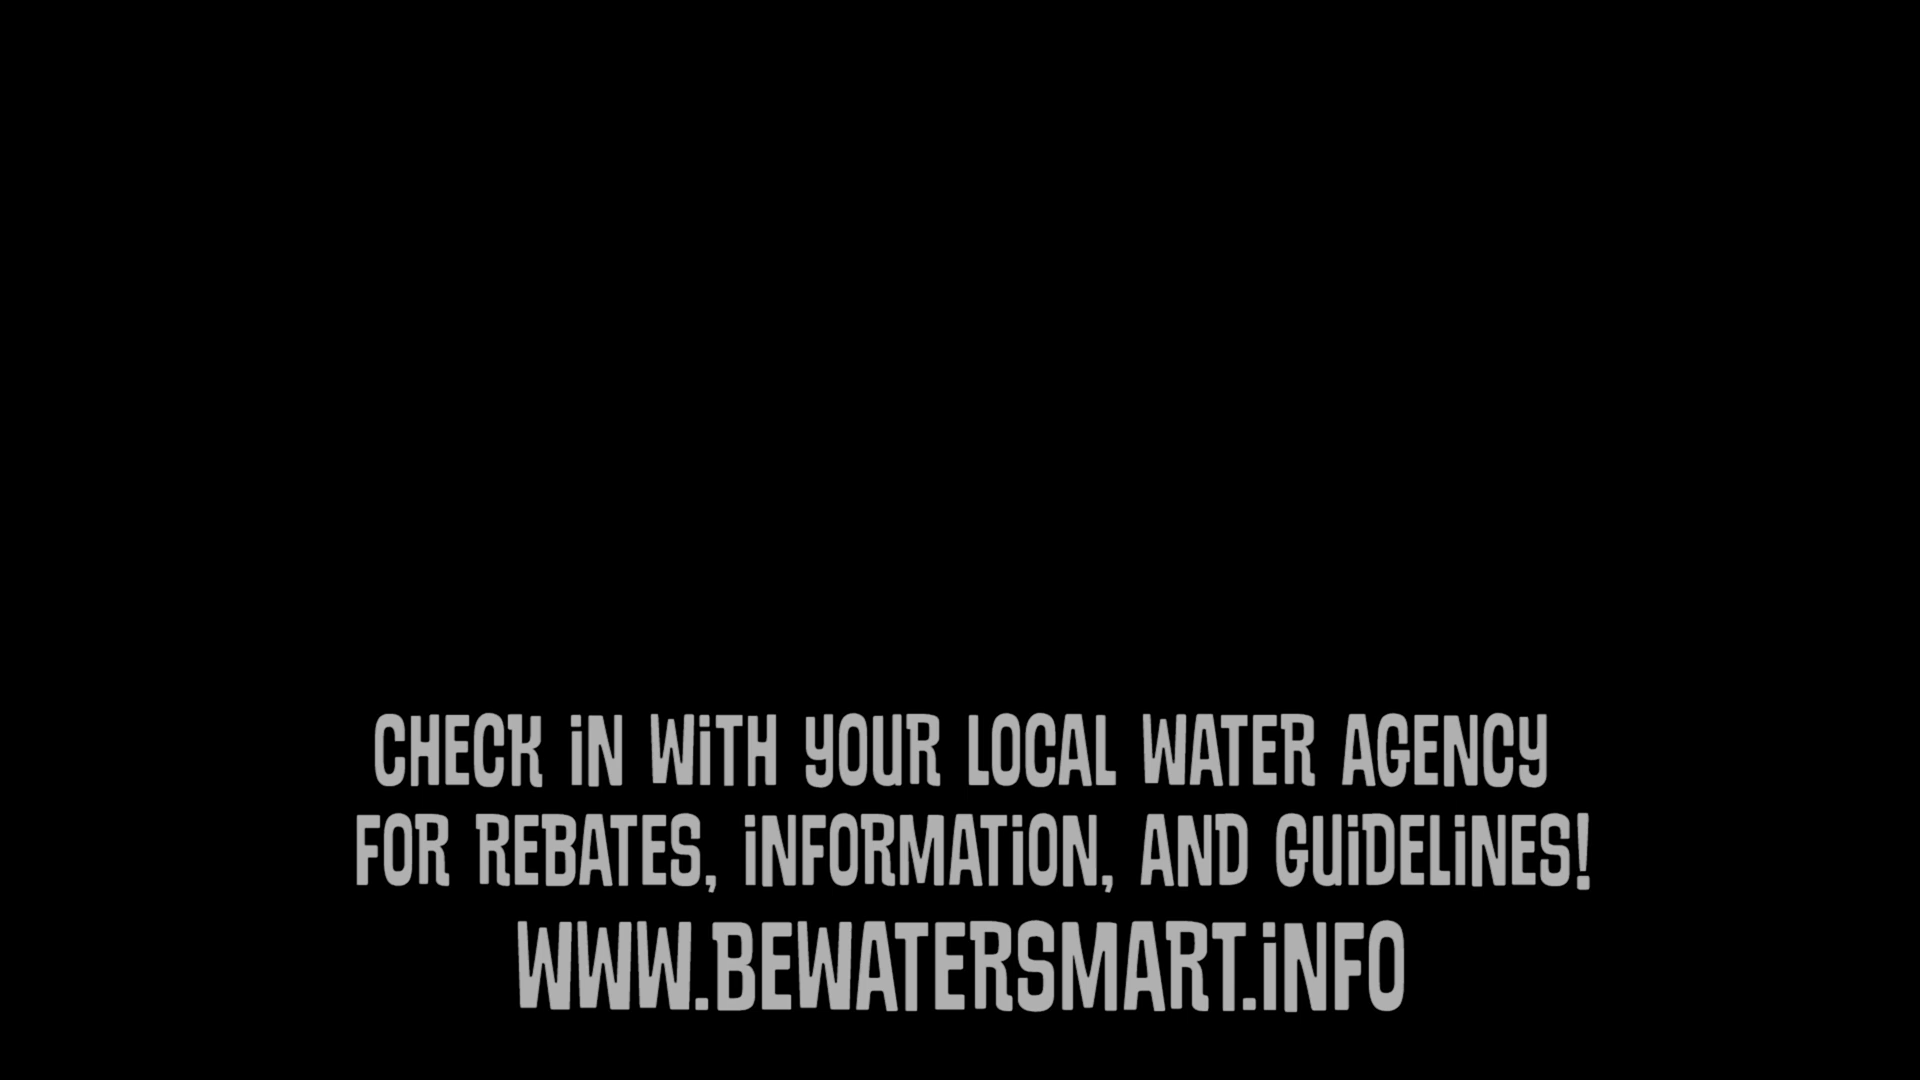 CHECK iN WiTH YOUR LOCAL WATER AGENCY
FOR REBATES, iNFORMATiON, AND GUiDELiNES!
WWW.BEWATERSMART.iNFO